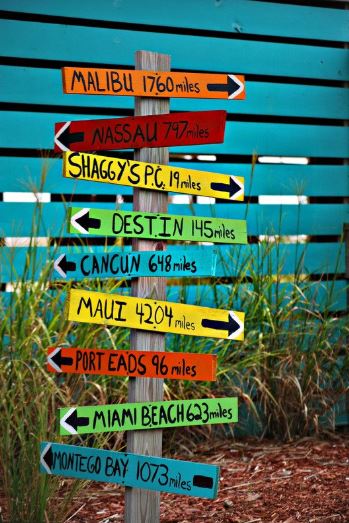 MALIBU 1760 miles
NASSAU 797 miles
SHAGGY'S P.C. 19 miles
DESTIN 145 miles
CANCUN 648 miles
MAUI 4204 miles
PORT EADS 96 miles
MIAMI BEACH 623 miles
MONTEGO BAY 1073 miles